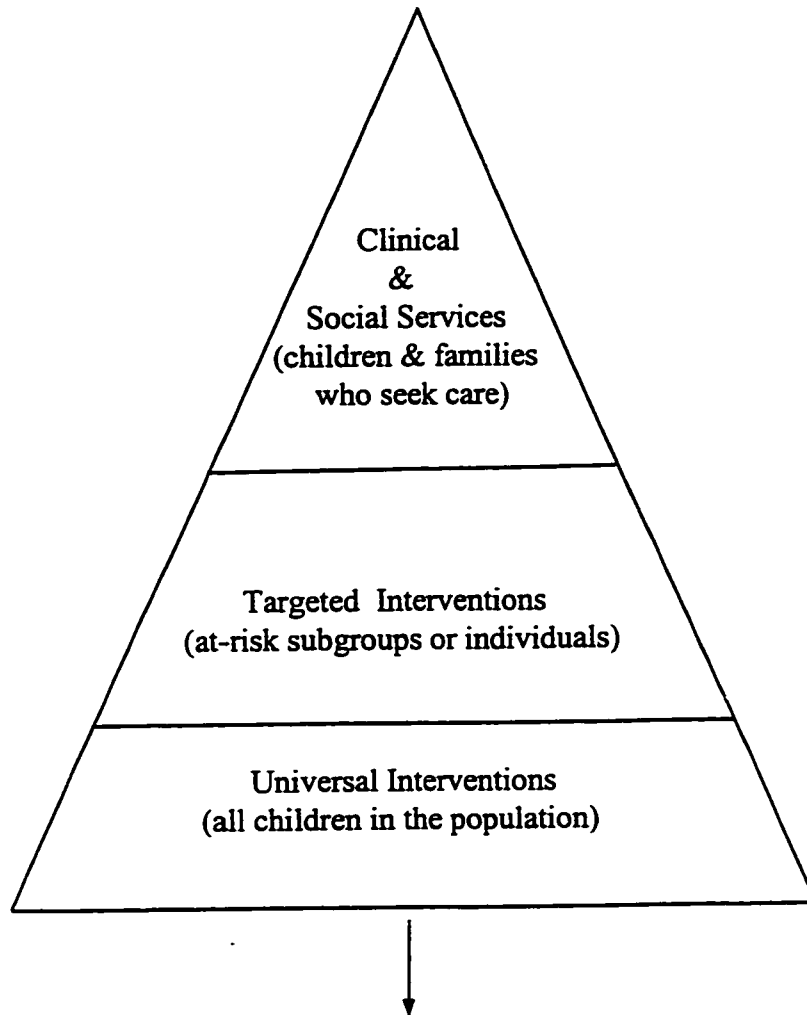 Clinical
&
Social Services
(children & families
who seek care)
Targeted Interventions
(at-risk subgroups or individuals)
Universal Interventions
(all children in the population)